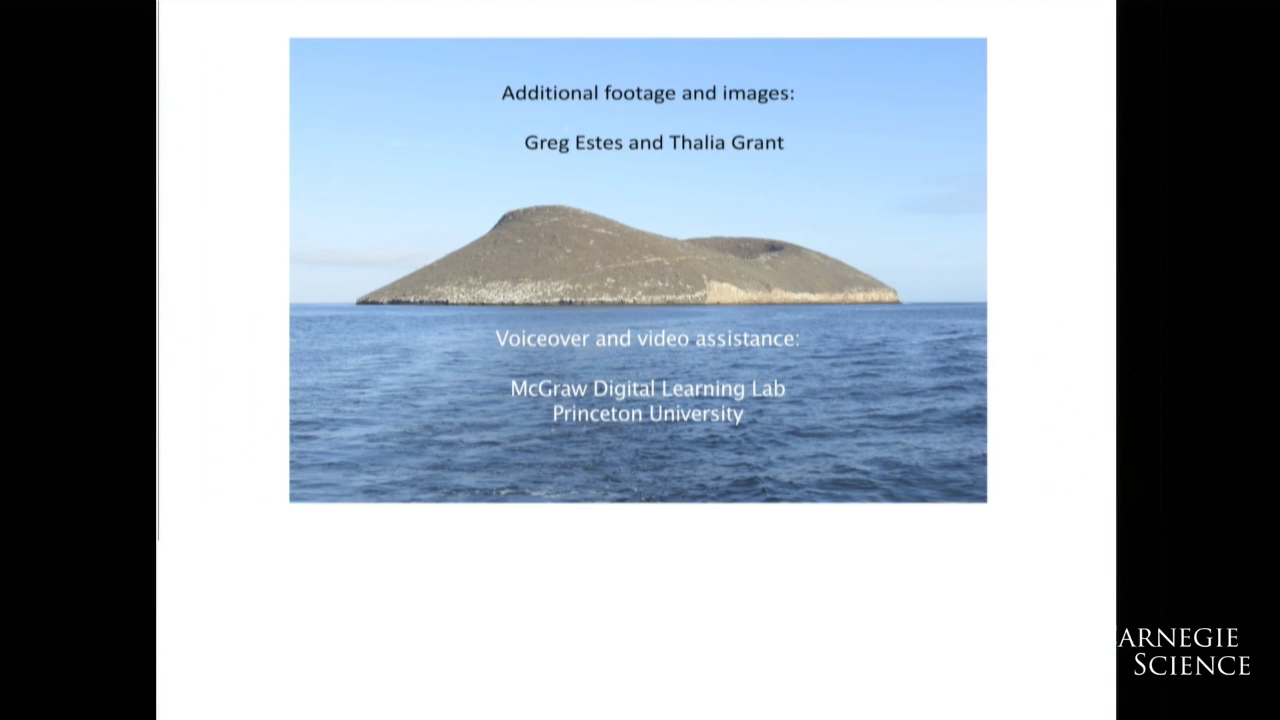 Additional footage and images:
Greg Estes and Thalia Grant
Voiceover and video assistance:
McGraw Digital Learning Lab
Princeton University
ARNEGIE
SCIENCE